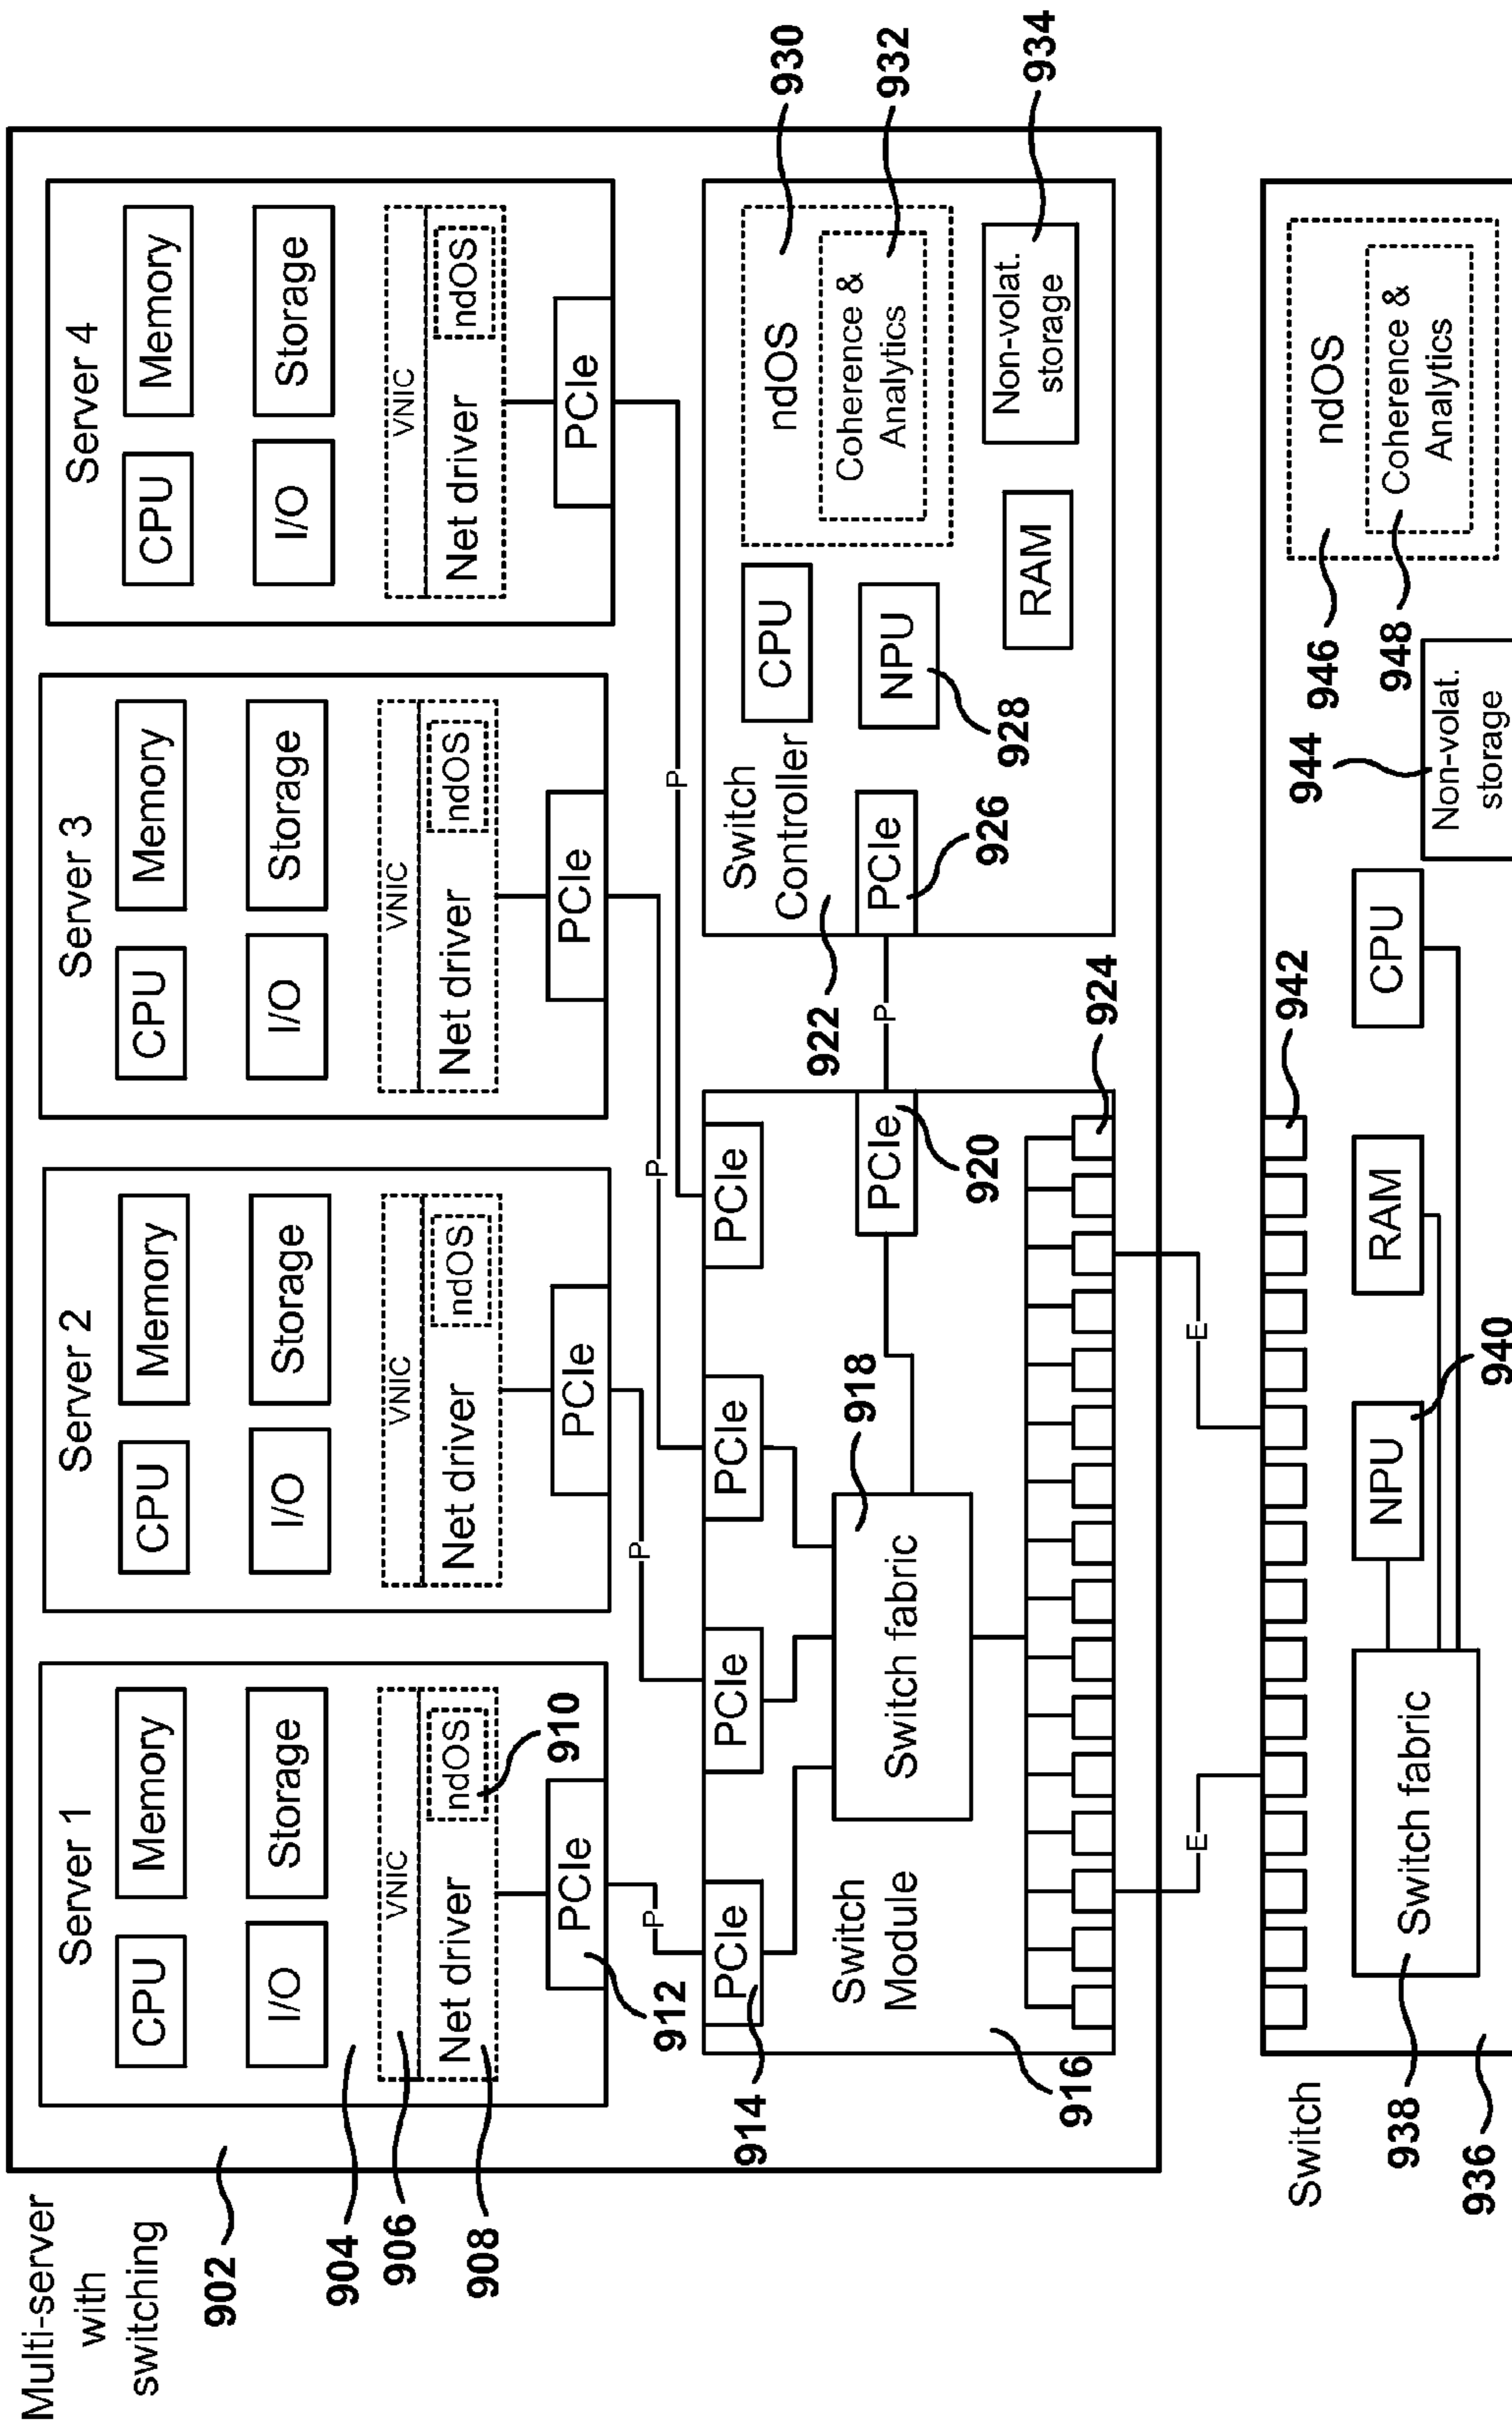 Multi-server
with
switching
902
904
906
908
Server 1
CPU
Memory
I/O
Storage
VNIC
Net driver
ndOS
910
PCIe
912
Server 2
CPU
Memory
I/O
Storage
VNIC
Net driver
ndOS
PCIe
Server 3
CPU
Memory
I/O
Storage
VNIC
Net driver
ndOS
PCIe
Server 4
CPU
Memory
I/O
Storage
VNIC
Net driver
ndOS
PCIe
P
P
P
P
914
PCIe
PCIe
PCIe
PCIe
Switch
Module
916
Switch fabric
918
PCIe
920
924
P
922
Switch
Controller
PCIe
926
CPU
NPU
928
RAM
ndOS
930
Coherence &
Analytics
932
Non-volat.
storage
934
E
E
Switch
936
938
Switch fabric
NPU
940
RAM
CPU
942
944
Non-volat.
storage
946
ndOS
948
Coherence &
Analytics